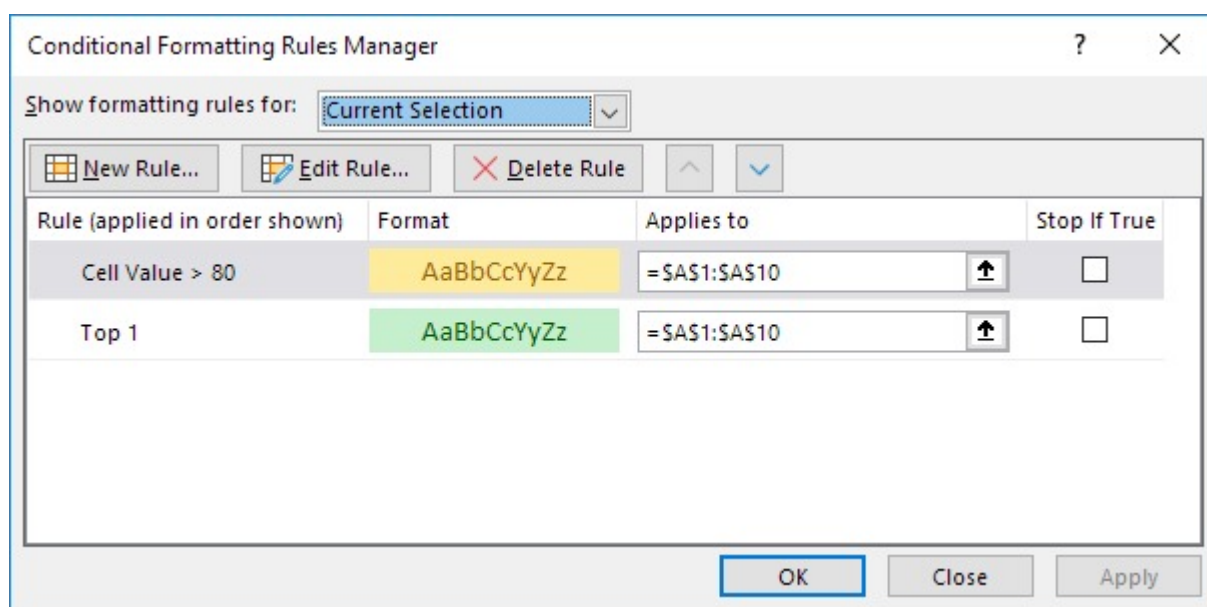 Conditional Formatting Rules Manager ?
Show formatting rules for: Current Selection
New Rule... Edit Rule... Delete Rule
Rule (applied in order shown) Format Applies to Stop If True
Cell Value > 80 AaBbCcYyZz =$A$1:$A$10
Top 1 AaBbCcYyZz =$A$1:$A$10
OK Close Apply